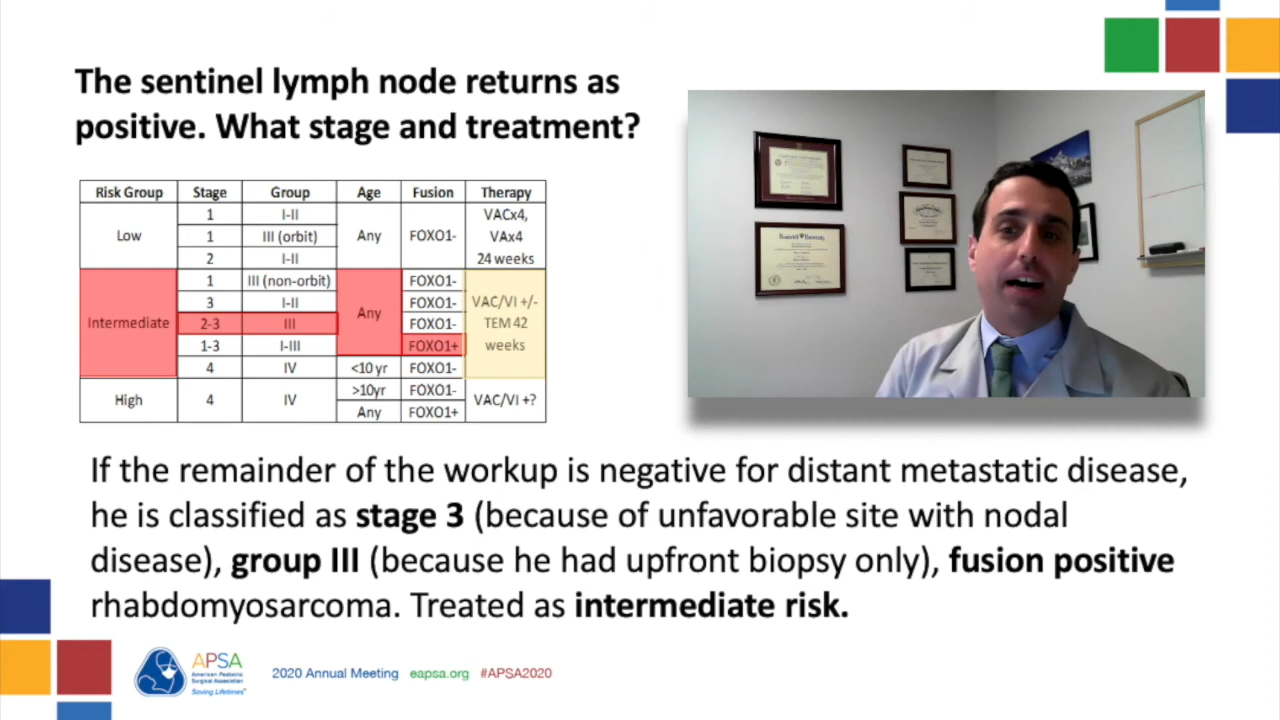 The sentinel lymph node returns as
positive. What stage and treatment?
Risk Group Stage Group Age Fusion Therapy
Low 1 I-II Any FOXO1- VACx4,
1 III (orbit) VAx4
2 I-II 24 weeks
Intermediate 1 III (non-orbit) Any FOXO1- VAC/VI +/-
3 I-II FOXO1- TEM 42
2-3 III FOXO1- weeks
1-3 I-III FOXO1+
4 IV <10 yr FOXO1-
High 4 IV >10yr FOXO1- VAC/VI +?
Any FOXO1+
If the remainder of the workup is negative for distant metastatic disease,
he is classified as stage 3 (because of unfavorable site with nodal
disease), group III (because he had upfront biopsy only), fusion positive
rhabdomyosarcoma. Treated as intermediate risk.
APSA
American Pediatric
Surgical Association
Saving Lifetimes
2020 Annual Meeting eapsa.org #APSA2020